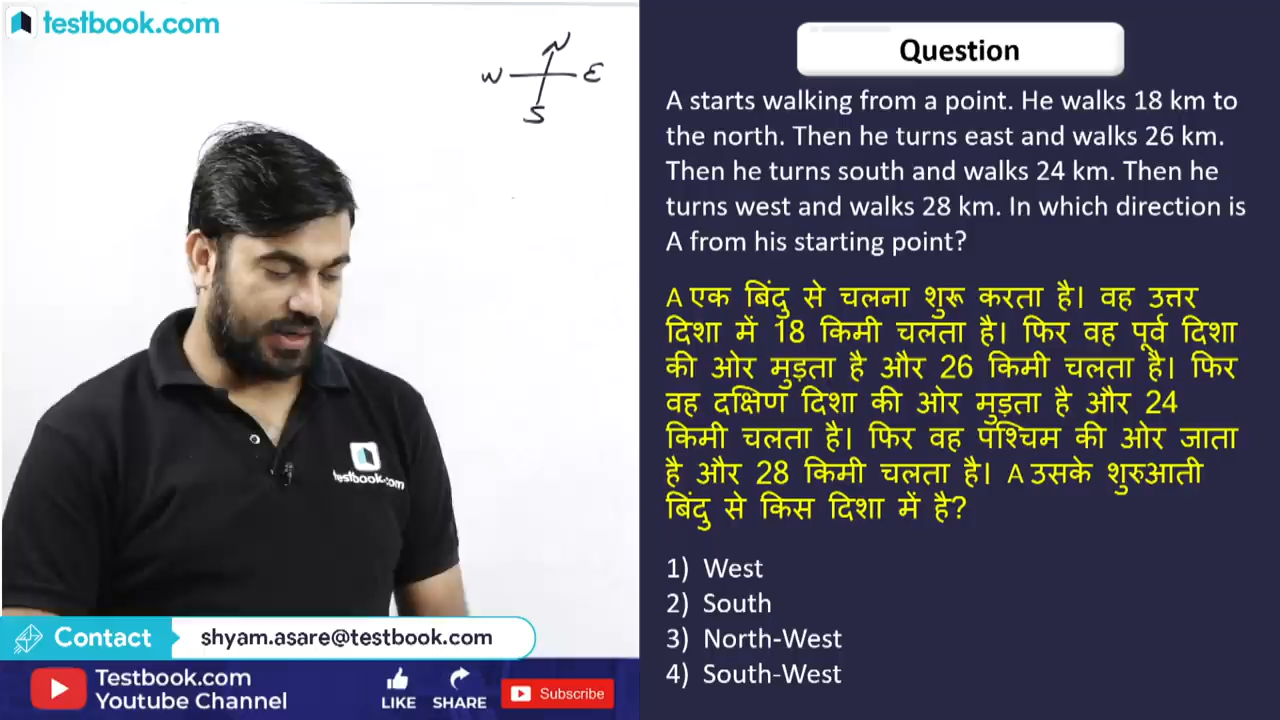 testbook.com
N
W E
S
testbook.com
Contact shyam.asare@testbook.com
Testbook.com
Youtube Channel
LIKE SHARE Subscribe
Question
A starts walking from a point. He walks 18 km to
the north. Then he turns east and walks 26 km.
Then he turns south and walks 24 km. Then he
turns west and walks 28 km. In which direction is
A from his starting point?
A एक बिंदु से चलना शुरू करता है। वह उत्तर
दिशा में 18 किमी चलता है। फिर वह पूर्व दिशा
की ओर मुड़ता है और 26 किमी चलता है। फिर
वह दक्षिण दिशा की ओर मुड़ता है और 24
किमी चलता है। फिर वह पश्चिम की ओर जाता
है और 28 किमी चलता है। A उसके शुरुआती
बिंदु से किस दिशा में है?
1) West
2) South
3) North-West
4) South-West